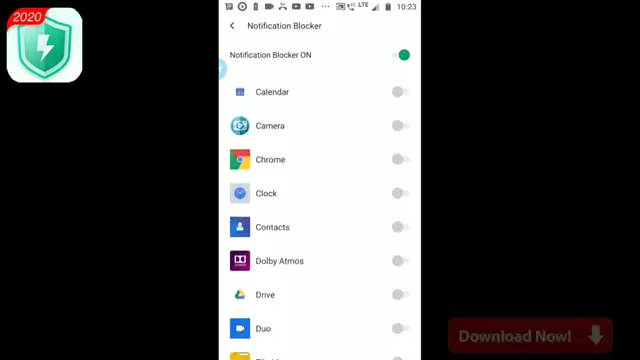 2020
LTE 10:23
Notification Blocker
Notification Blocker ON
Calendar
Camera
Chrome
Clock
Contacts
Dolby Atmos
Drive
Duo
Download Now!